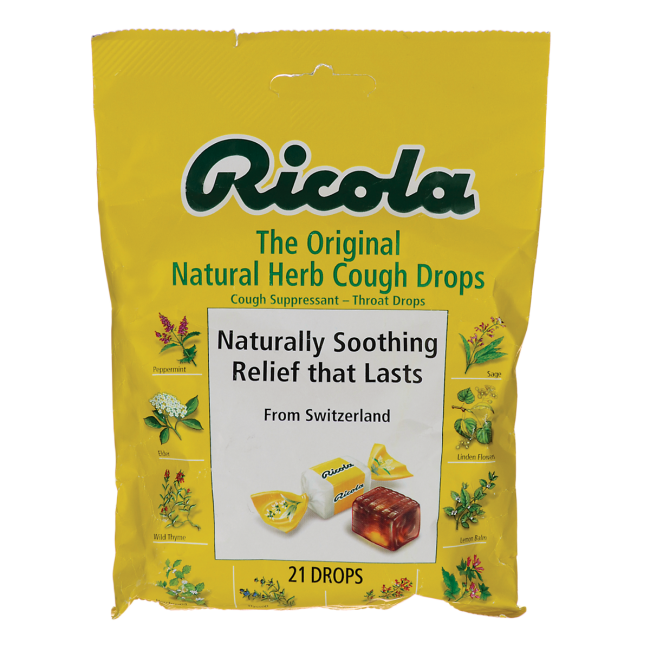 Ricola
The Original
Natural Herb Cough Drops
Cough Suppressant – Throat Drops
Naturally Soothing
Relief that Lasts
From Switzerland
Peppermint
Sage
Elder
Linden Flowers
Wild Thyme
Lemon Balm
Ricola
Ricola
21 DROPS